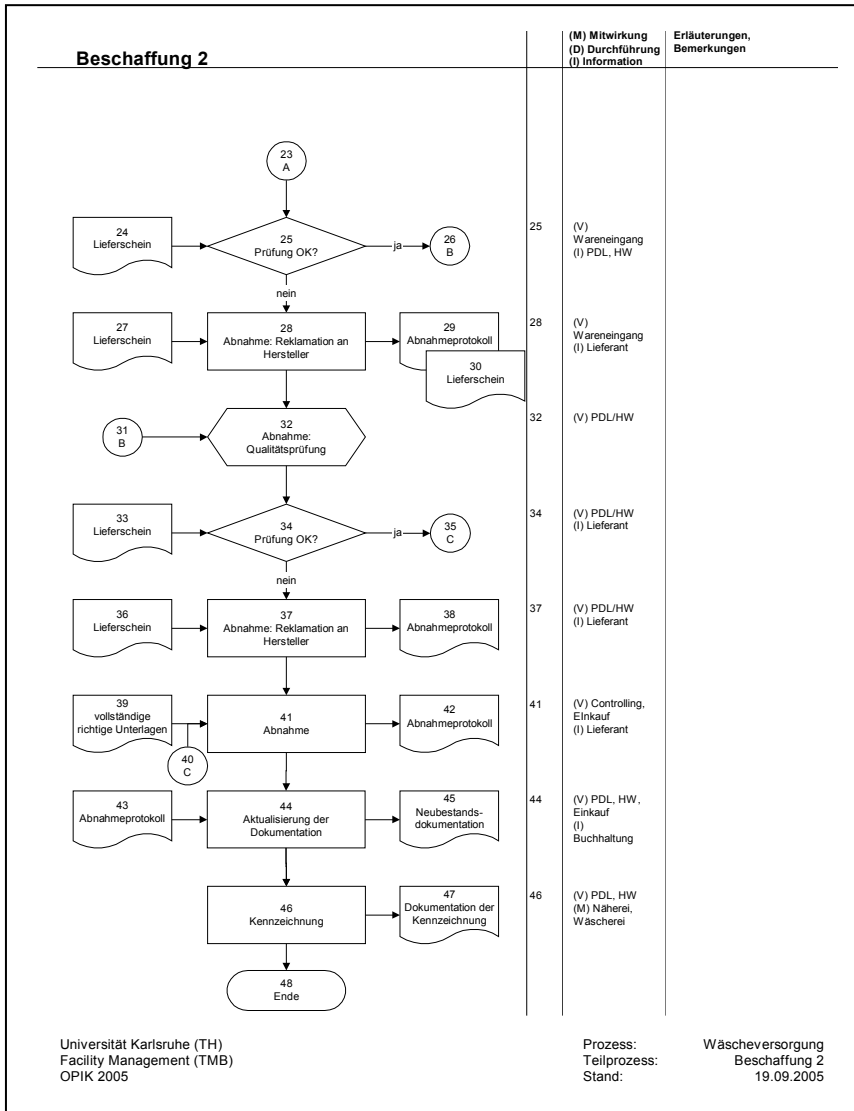 Beschaffung 2
(M) Mitwirkung
(D) Durchführung
(I) Information
Erläuterungen,
Bemerkungen
23
A
24
Lieferschein
25
Prüfung OK?
ja
26
B
25
(V)
Wareneingang
(I) PDL, HW
nein
27
Lieferschein
28
Abnahme: Reklamation an
Hersteller
29
Abnahmeprotokoll
30
Lieferschein
28
(V)
Wareneingang
(I) Lieferant
31
B
32
Abnahme:
Qualitätsprüfung
32
(V) PDL/HW
33
Lieferschein
34
Prüfung OK?
ja
35
C
34
(V) PDL/HW
(I) Lieferant
nein
36
Lieferschein
37
Abnahme: Reklamation an
Hersteller
38
Abnahmeprotokoll
37
(V) PDL/HW
(I) Lieferant
39
vollständige
richtige Unterlagen
40
C
41
Abnahme
42
Abnahmeprotokoll
41
(V) Controlling,
EInkauf
(I) Lieferant
43
Abnahmeprotokoll
44
Aktualisierung der
Dokumentation
45
Neubestands-
dokumentation
44
(V) PDL, HW,
Einkauf
(I)
Buchhaltung
46
Kennzeichnung
47
Dokumentation der
Kennzeichnung
46
(V) PDL, HW
(M) Näherei,
Wäscherei
48
Ende
Universität Karlsruhe (TH)
Facility Management (TMB)
OPIK 2005
Prozess: Wäscheversorgung
Teilprozess: Beschaffung 2
Stand: 19.09.2005